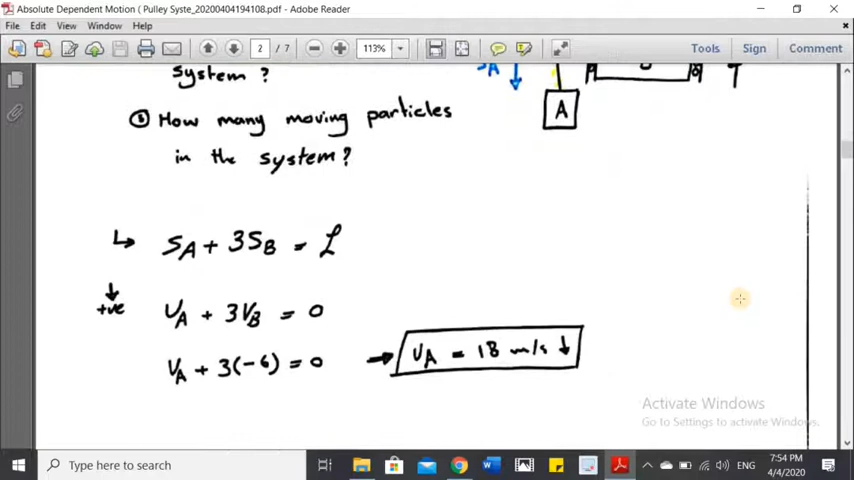 Absolute Dependent Motion ( Pulley Syste_20200404194108.pdf - Adobe Reader
File Edit View Window Help
2 / 7 113% Tools Sign Comment
system ?
SA
③ How many moving particles
in the system?
A
↳ SA + 3SB = L
↓
+ve VA + 3VB = 0
VA + 3(-6) = 0 → VA = 18 m/s ↓
Activate Windows
Go to Settings to activate Windows.
Type here to search
ENG
7:54 PM
4/4/2020